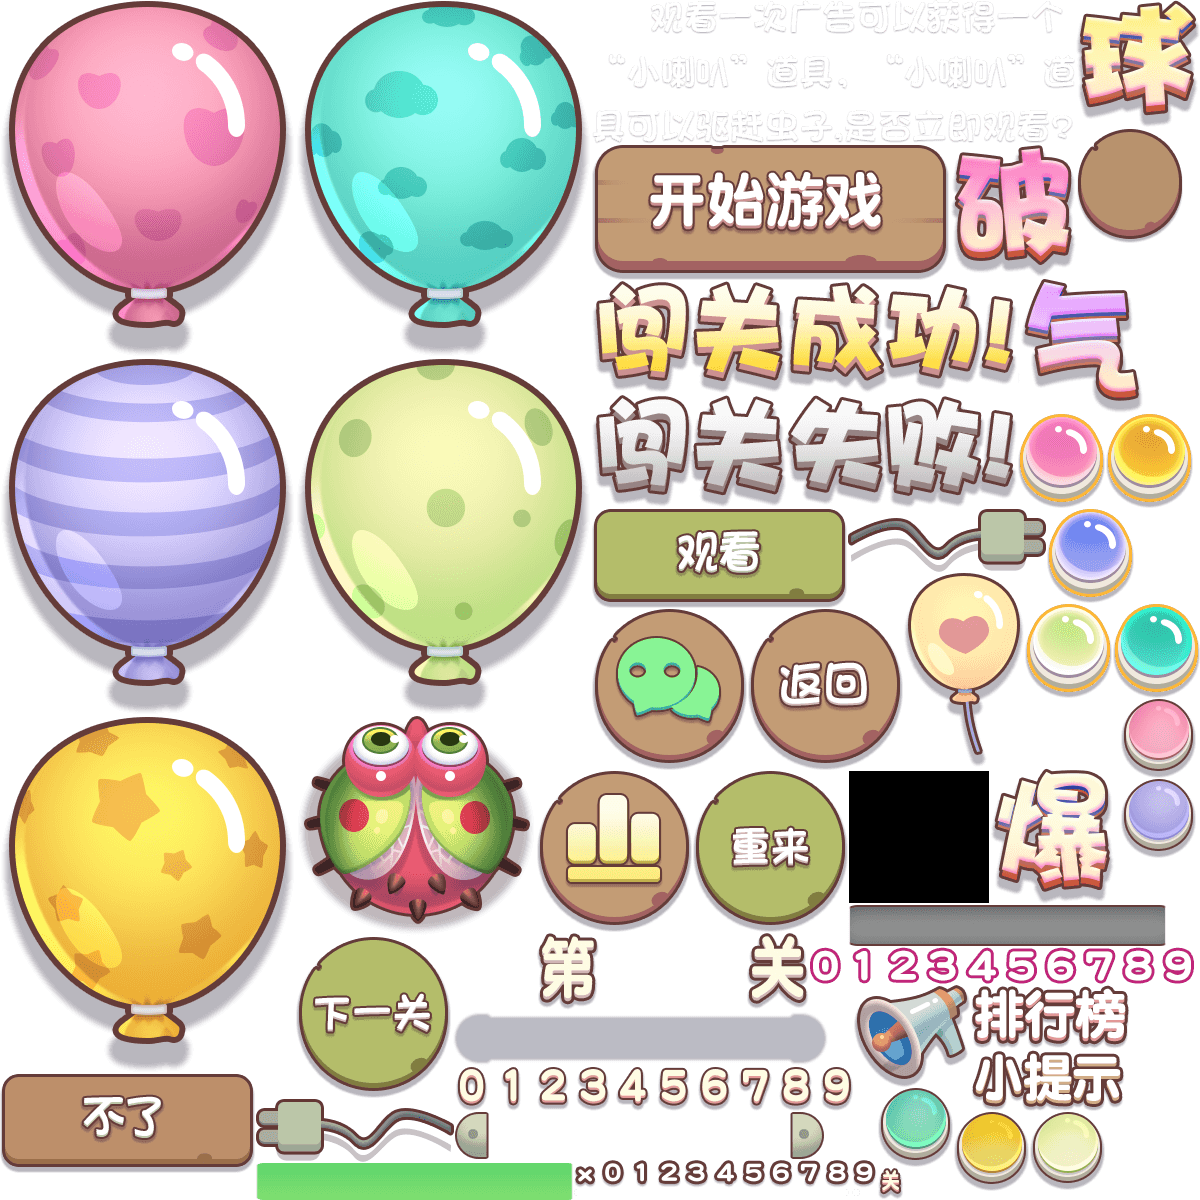 观看一次广告可以获得一个
“小喇叭”道具，“小喇叭”道
具可以驱赶虫子,是否立即观看?
球
开始游戏
破
闯关成功!
气
闯关失败!
观看
返回
重来
爆
第 关
0123456789
下一关
排行榜
小提示
0123456789
不了
×0123456789
关